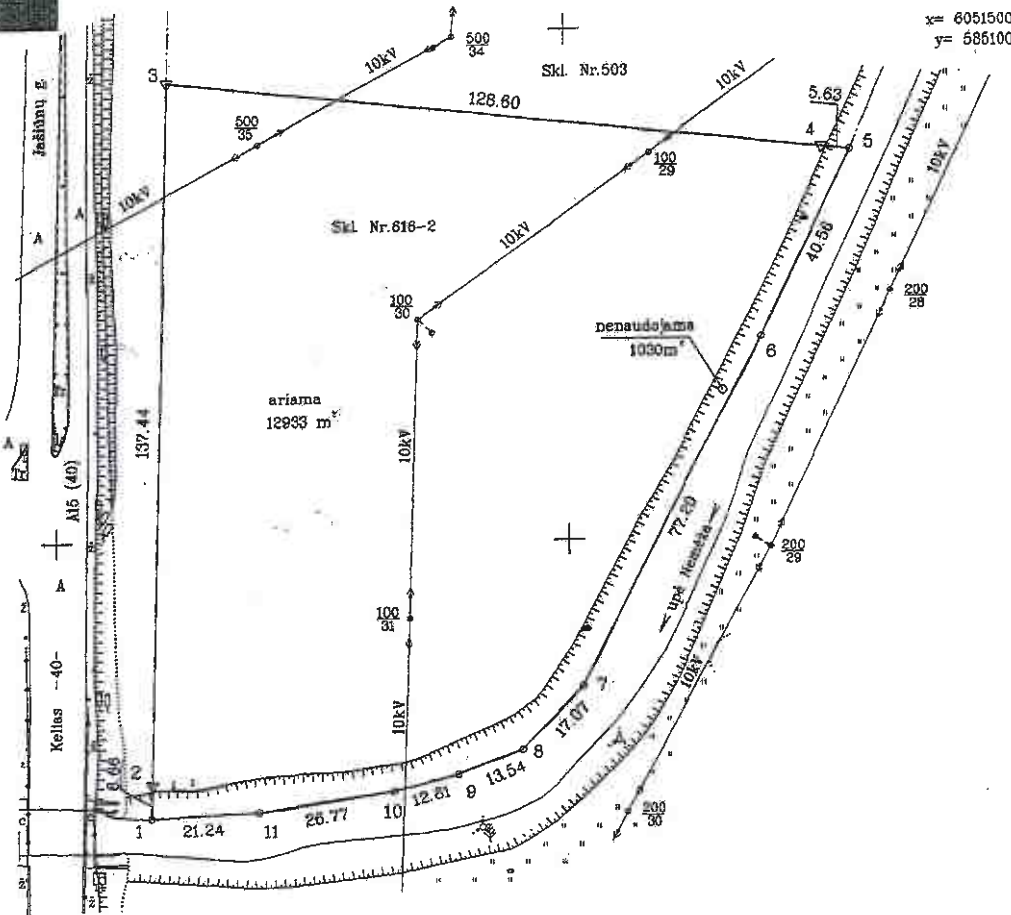 x= 6051500
y= 585100
500
34
10kV
Skl. Nr.503
10kV
3
128.60
5.63
4
5
Jašiūnų g.
500
35
100
29
10kV
10kV
A
A
10kV
Skl. Nr.616-2
40.56
200
28
100
30
nenaudojama
1030m²
6
ariama
12933 m²
137.44
10kV
A
A15 (40)
77.20
upė Nemėža
200
29
A
Ž
100
31
Kelias -40-
10kV
10kV
7
17.07
8
6.66
2
13.54
9
12.61
10
26.77
11
21.24
1
200
30